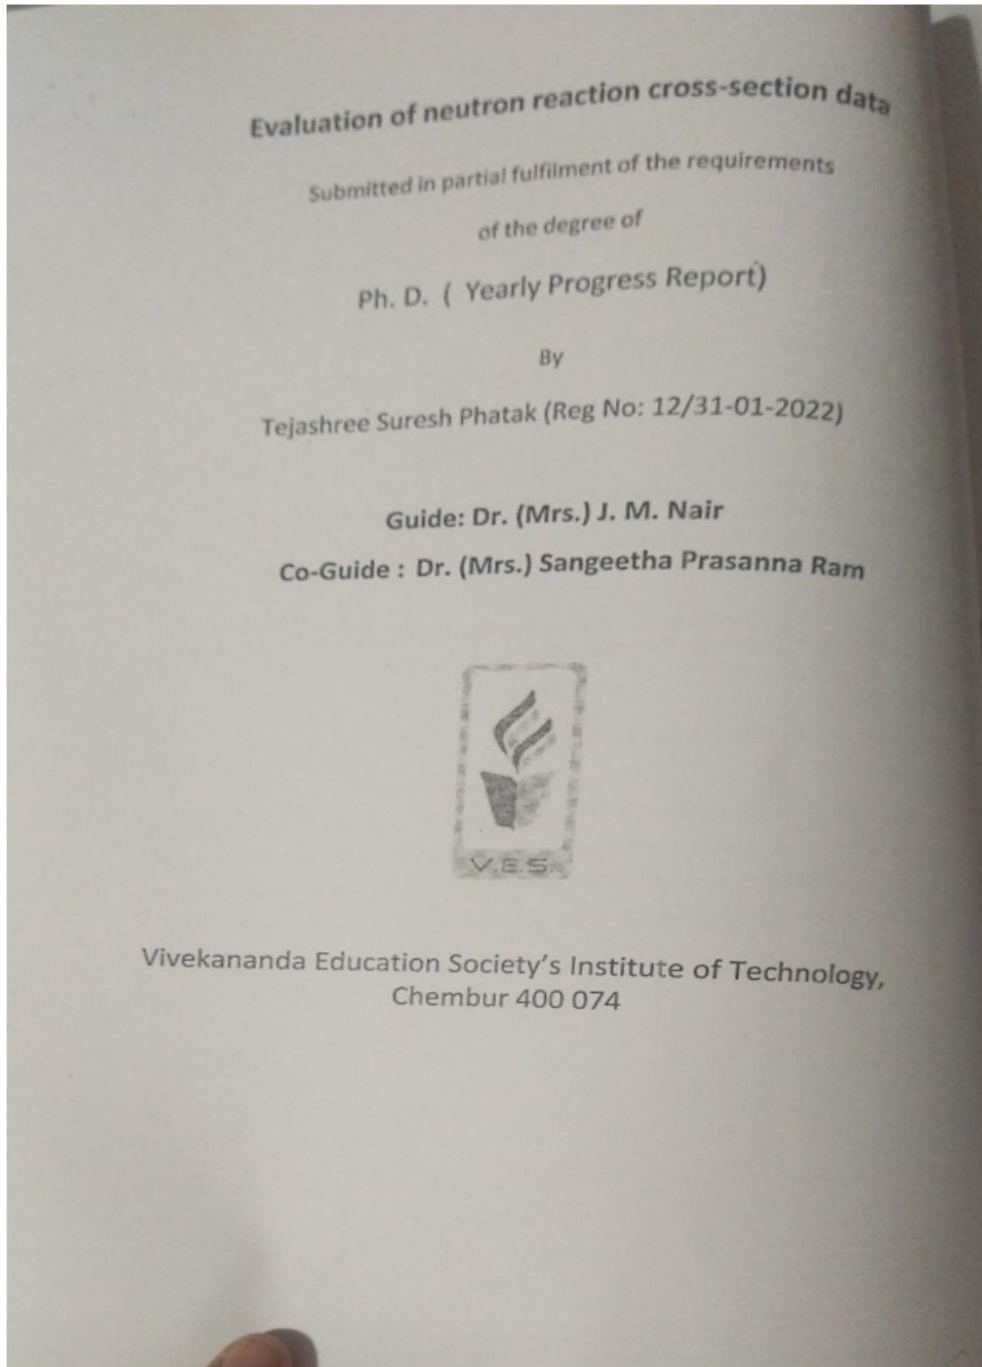 Evaluation of neutron reaction cross-section data
Submitted in partial fulfilment of the requirements
of the degree of
Ph. D. ( Yearly Progress Report)
By
Tejashree Suresh Phatak (Reg No: 12/31-01-2022)
Guide: Dr. (Mrs.) J. M. Nair
Co-Guide : Dr. (Mrs.) Sangeetha Prasanna Ram
V.E.S.
Vivekananda Education Society's Institute of Technology,
Chembur 400 074